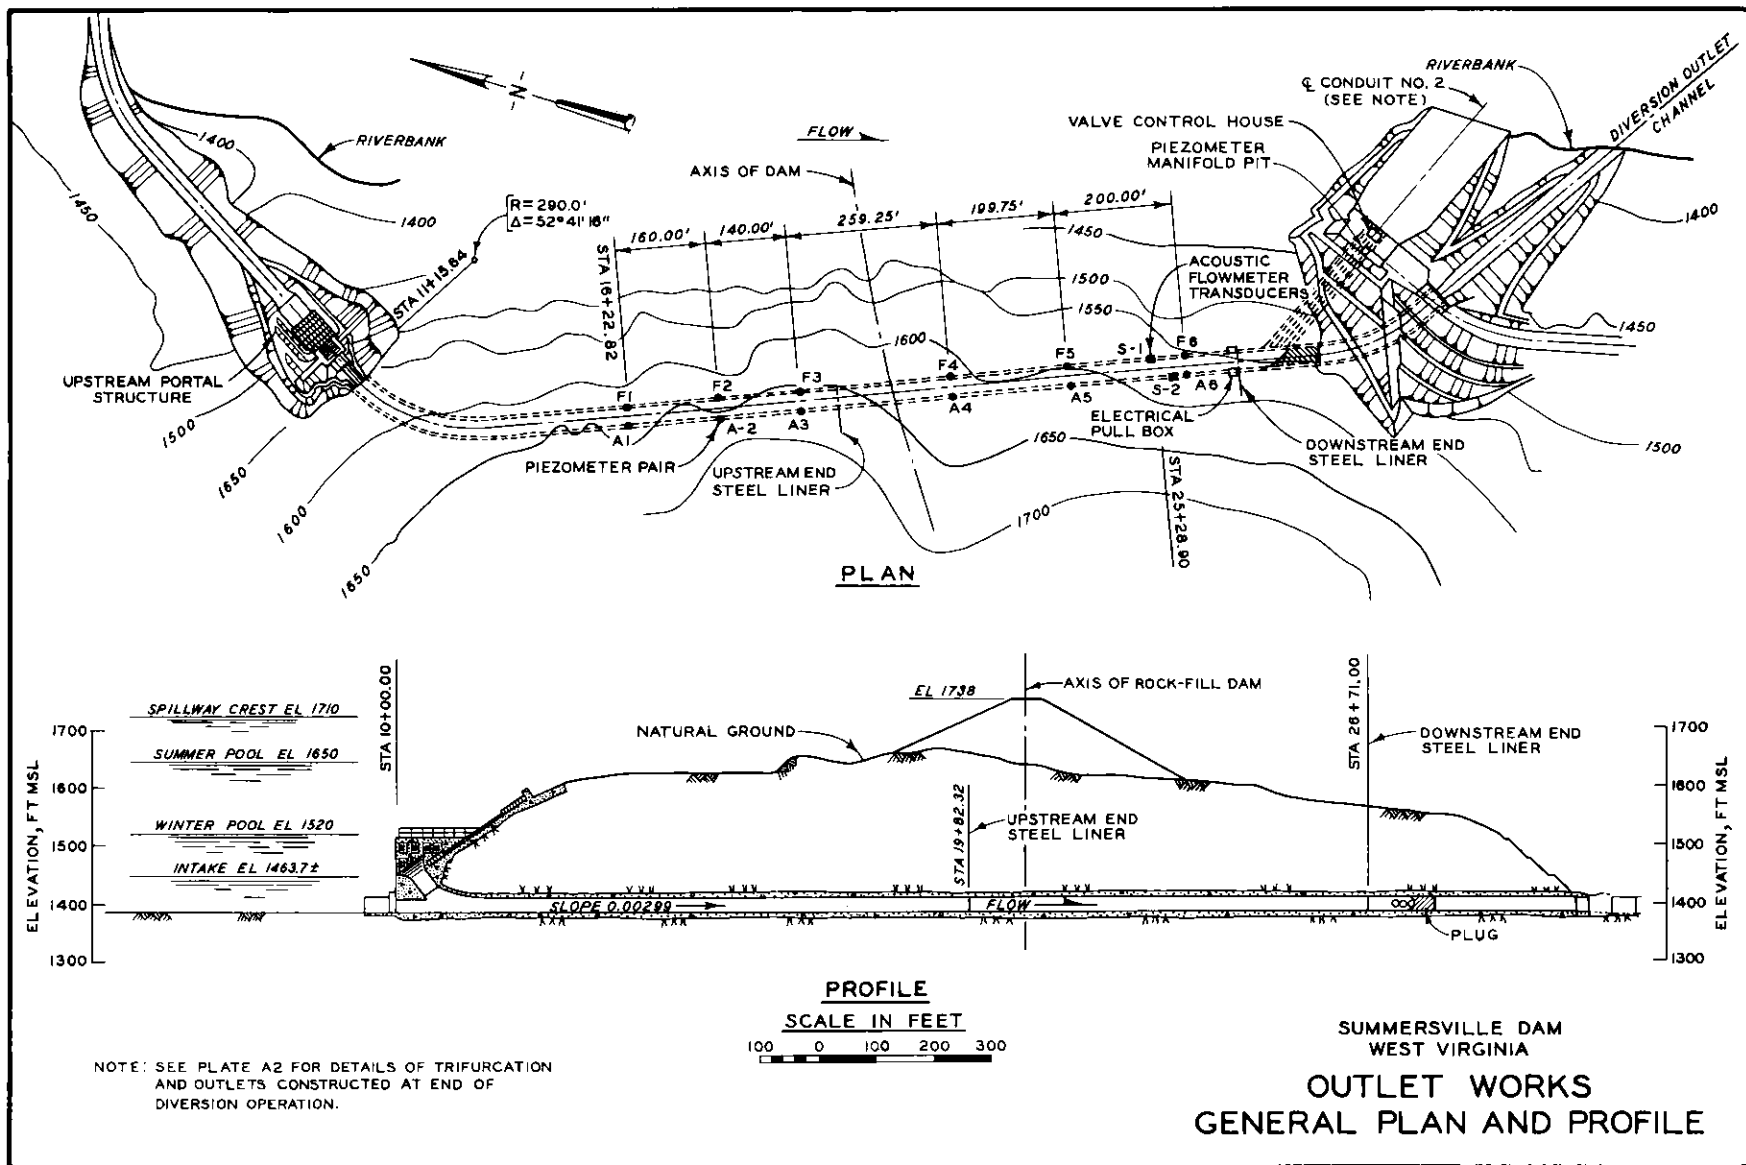 1400
RIVERBANK
1450
1400
N
R=290.0'
Δ=52°41'16"
STA 11+15.64
FLOW
AXIS OF DAM
160.00'
140.00'
259.25'
199.75'
200.00'
STA 16+22.82
RIVERBANK
℄ CONDUIT NO. 2
(SEE NOTE)
DIVERSION OUTLET
CHANNEL
VALVE CONTROL HOUSE
PIEZOMETER
MANIFOLD PIT
1400
1450
1500
1550
1600
ACOUSTIC
FLOWMETER
TRANSDUCERS
1450
UPSTREAM PORTAL
STRUCTURE
1500
1650
1600
1650
F1
F2
F3
F4
F5
S-1
F6
A1
A-2
A3
A4
A5
S-2
A6
PIEZOMETER PAIR
UPSTREAM END
STEEL LINER
ELECTRICAL
PULL BOX
DOWNSTREAM END
STEEL LINER
1650
1700
1500
STA 25+28.90
PLAN
STA 10+00.00
SPILLWAY CREST EL 1710
SUMMER POOL EL 1650
WINTER POOL EL 1520
INTAKE EL 1463.7±
ELEVATION, FT MSL
1700
1600
1500
1400
1300
NATURAL GROUND
EL 1738
AXIS OF ROCK-FILL DAM
STA 19+82.32
UPSTREAM END
STEEL LINER
STA 26+71.00
DOWNSTREAM END
STEEL LINER
SLOPE 0.00299
FLOW
PLUG
1700
1600
1500
1400
1300
ELEVATION, FT MSL
PROFILE
SCALE IN FEET
100 0 100 200 300
NOTE: SEE PLATE A2 FOR DETAILS OF TRIFURCATION
AND OUTLETS CONSTRUCTED AT END OF
DIVERSION OPERATION.
SUMMERSVILLE DAM
WEST VIRGINIA
OUTLET WORKS
GENERAL PLAN AND PROFILE